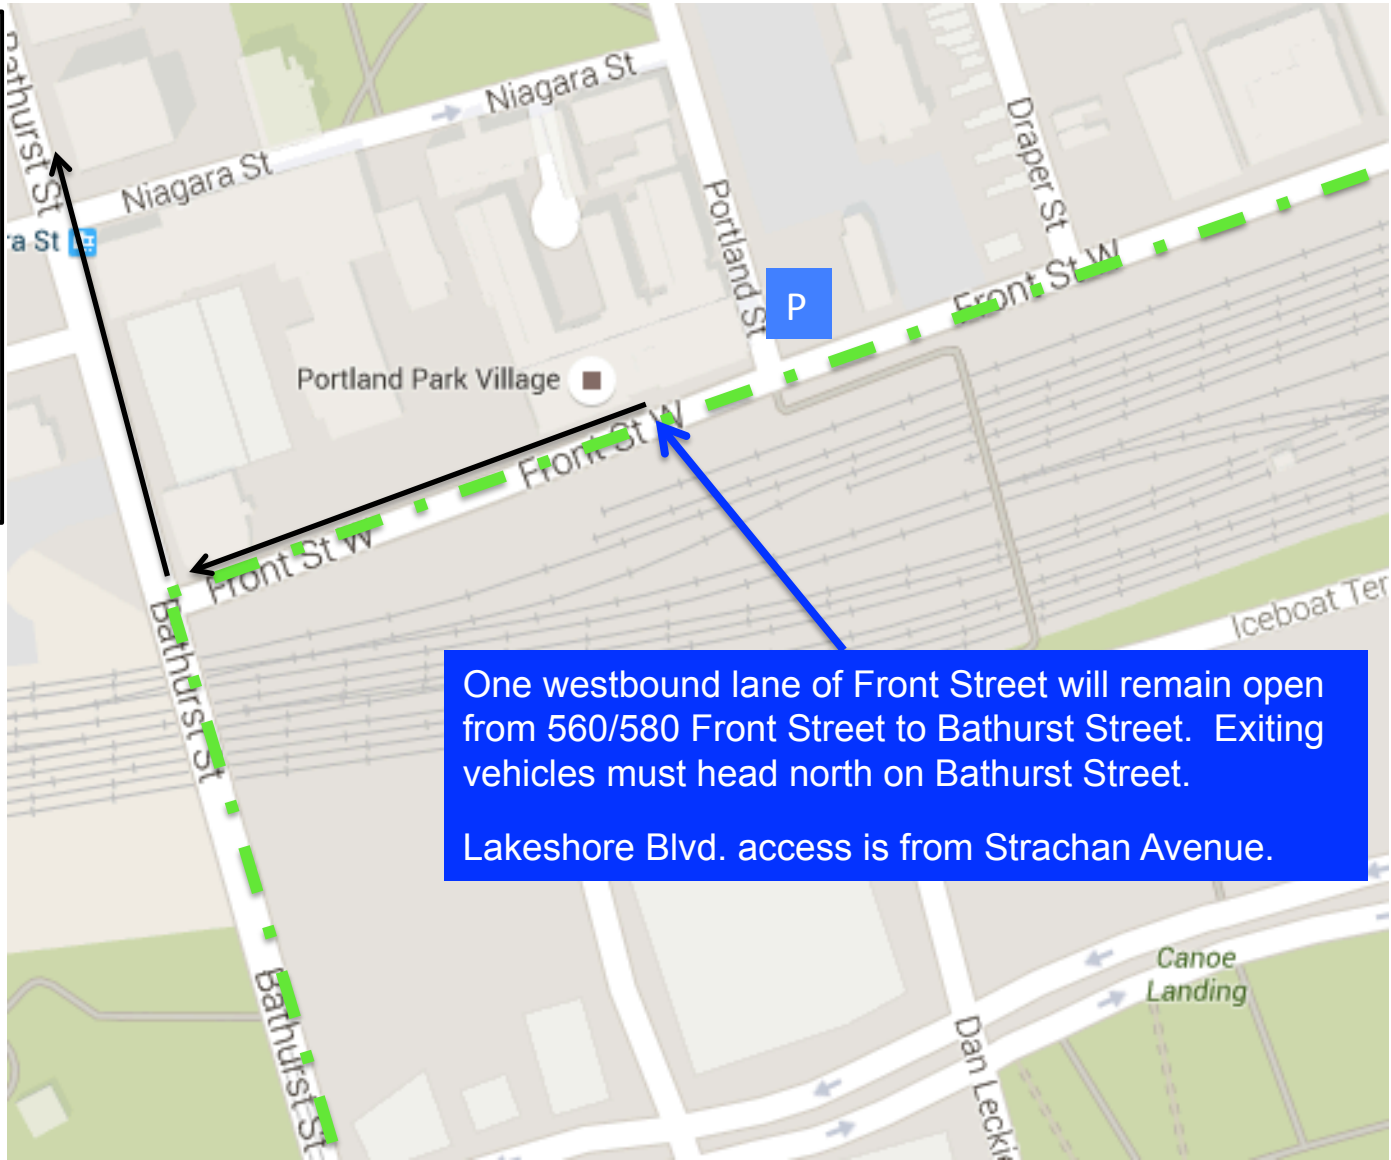 Bathurst St
Niagara St
Niagara St
ra St
Draper St
Portland St
P
Front St W
Portland Park Village
Front St W
Front St W
Bathurst St
Iceboat Ter
One westbound lane of Front Street will remain open
from 560/580 Front Street to Bathurst Street.  Exiting
vehicles must head north on Bathurst Street.
Lakeshore Blvd. access is from Strachan Avenue.
Canoe
Landing
Bathurst St
Dan Leckie